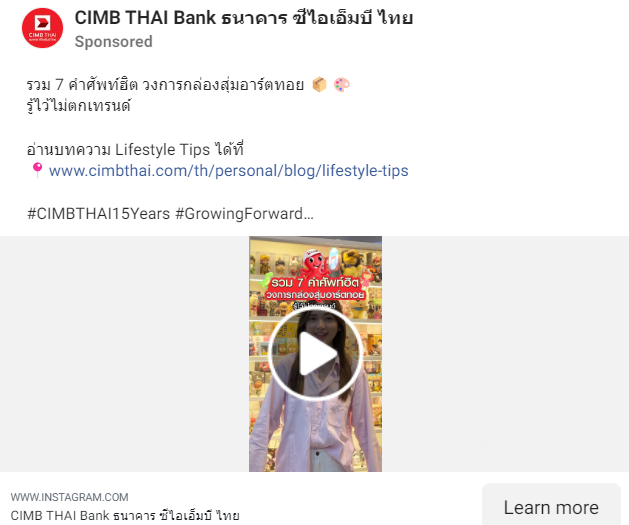 CIMB THAI
CIMB THAI Bank ธนาคาร ซีไอเอ็มบี ไทย
Sponsored
รวม 7 คำศัพท์ฮิต วงการกล่องสุ่มอาร์ตทอย 📦 🎨
รู้ไว้ไม่ตกเทรนด์
อ่านบทความ Lifestyle Tips ได้ที่
📍 www.cimbthai.com/th/personal/blog/lifestyle-tips
#CIMBTHAI15Years #GrowingForward...
รวม 7 คำศัพท์ฮิต
วงการกล่องสุ่มอาร์ตทอย
WWW.INSTAGRAM.COM
CIMB THAI Bank ธนาคาร ซีไอเอ็มบี ไทย
Learn more